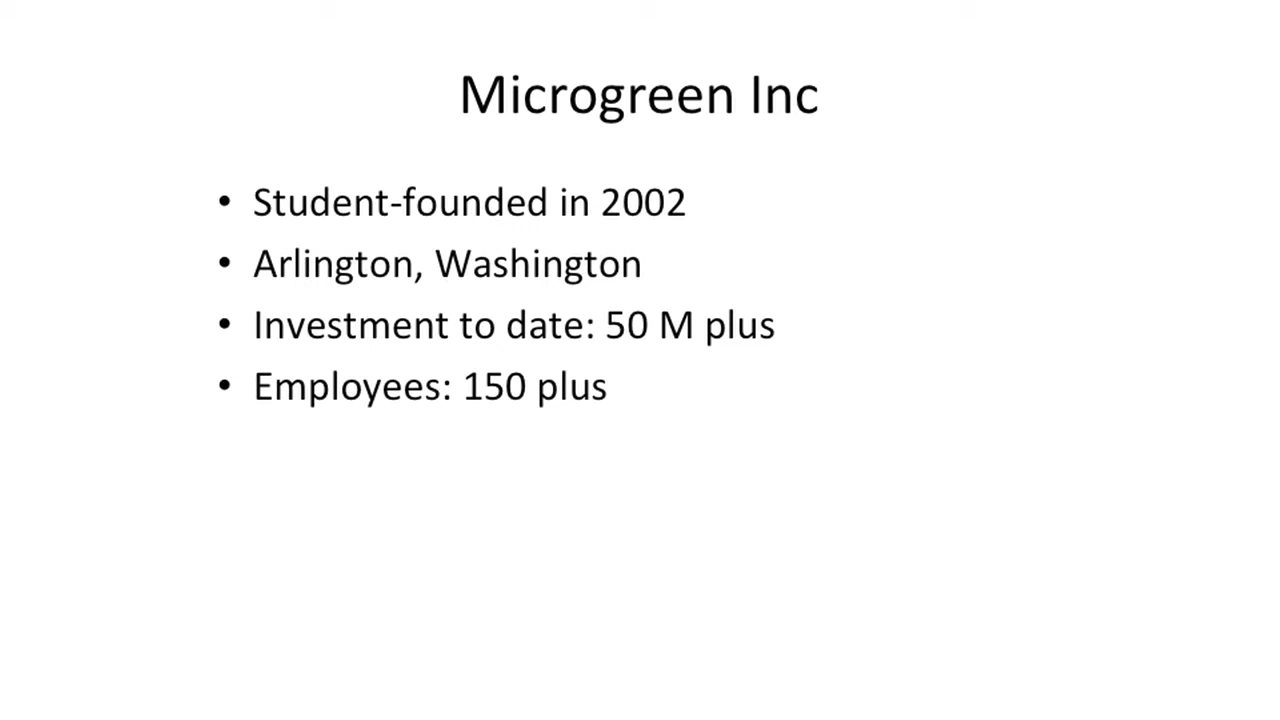 Microgreen Inc
• Student-founded in 2002
• Arlington, Washington
• Investment to date: 50 M plus
• Employees: 150 plus